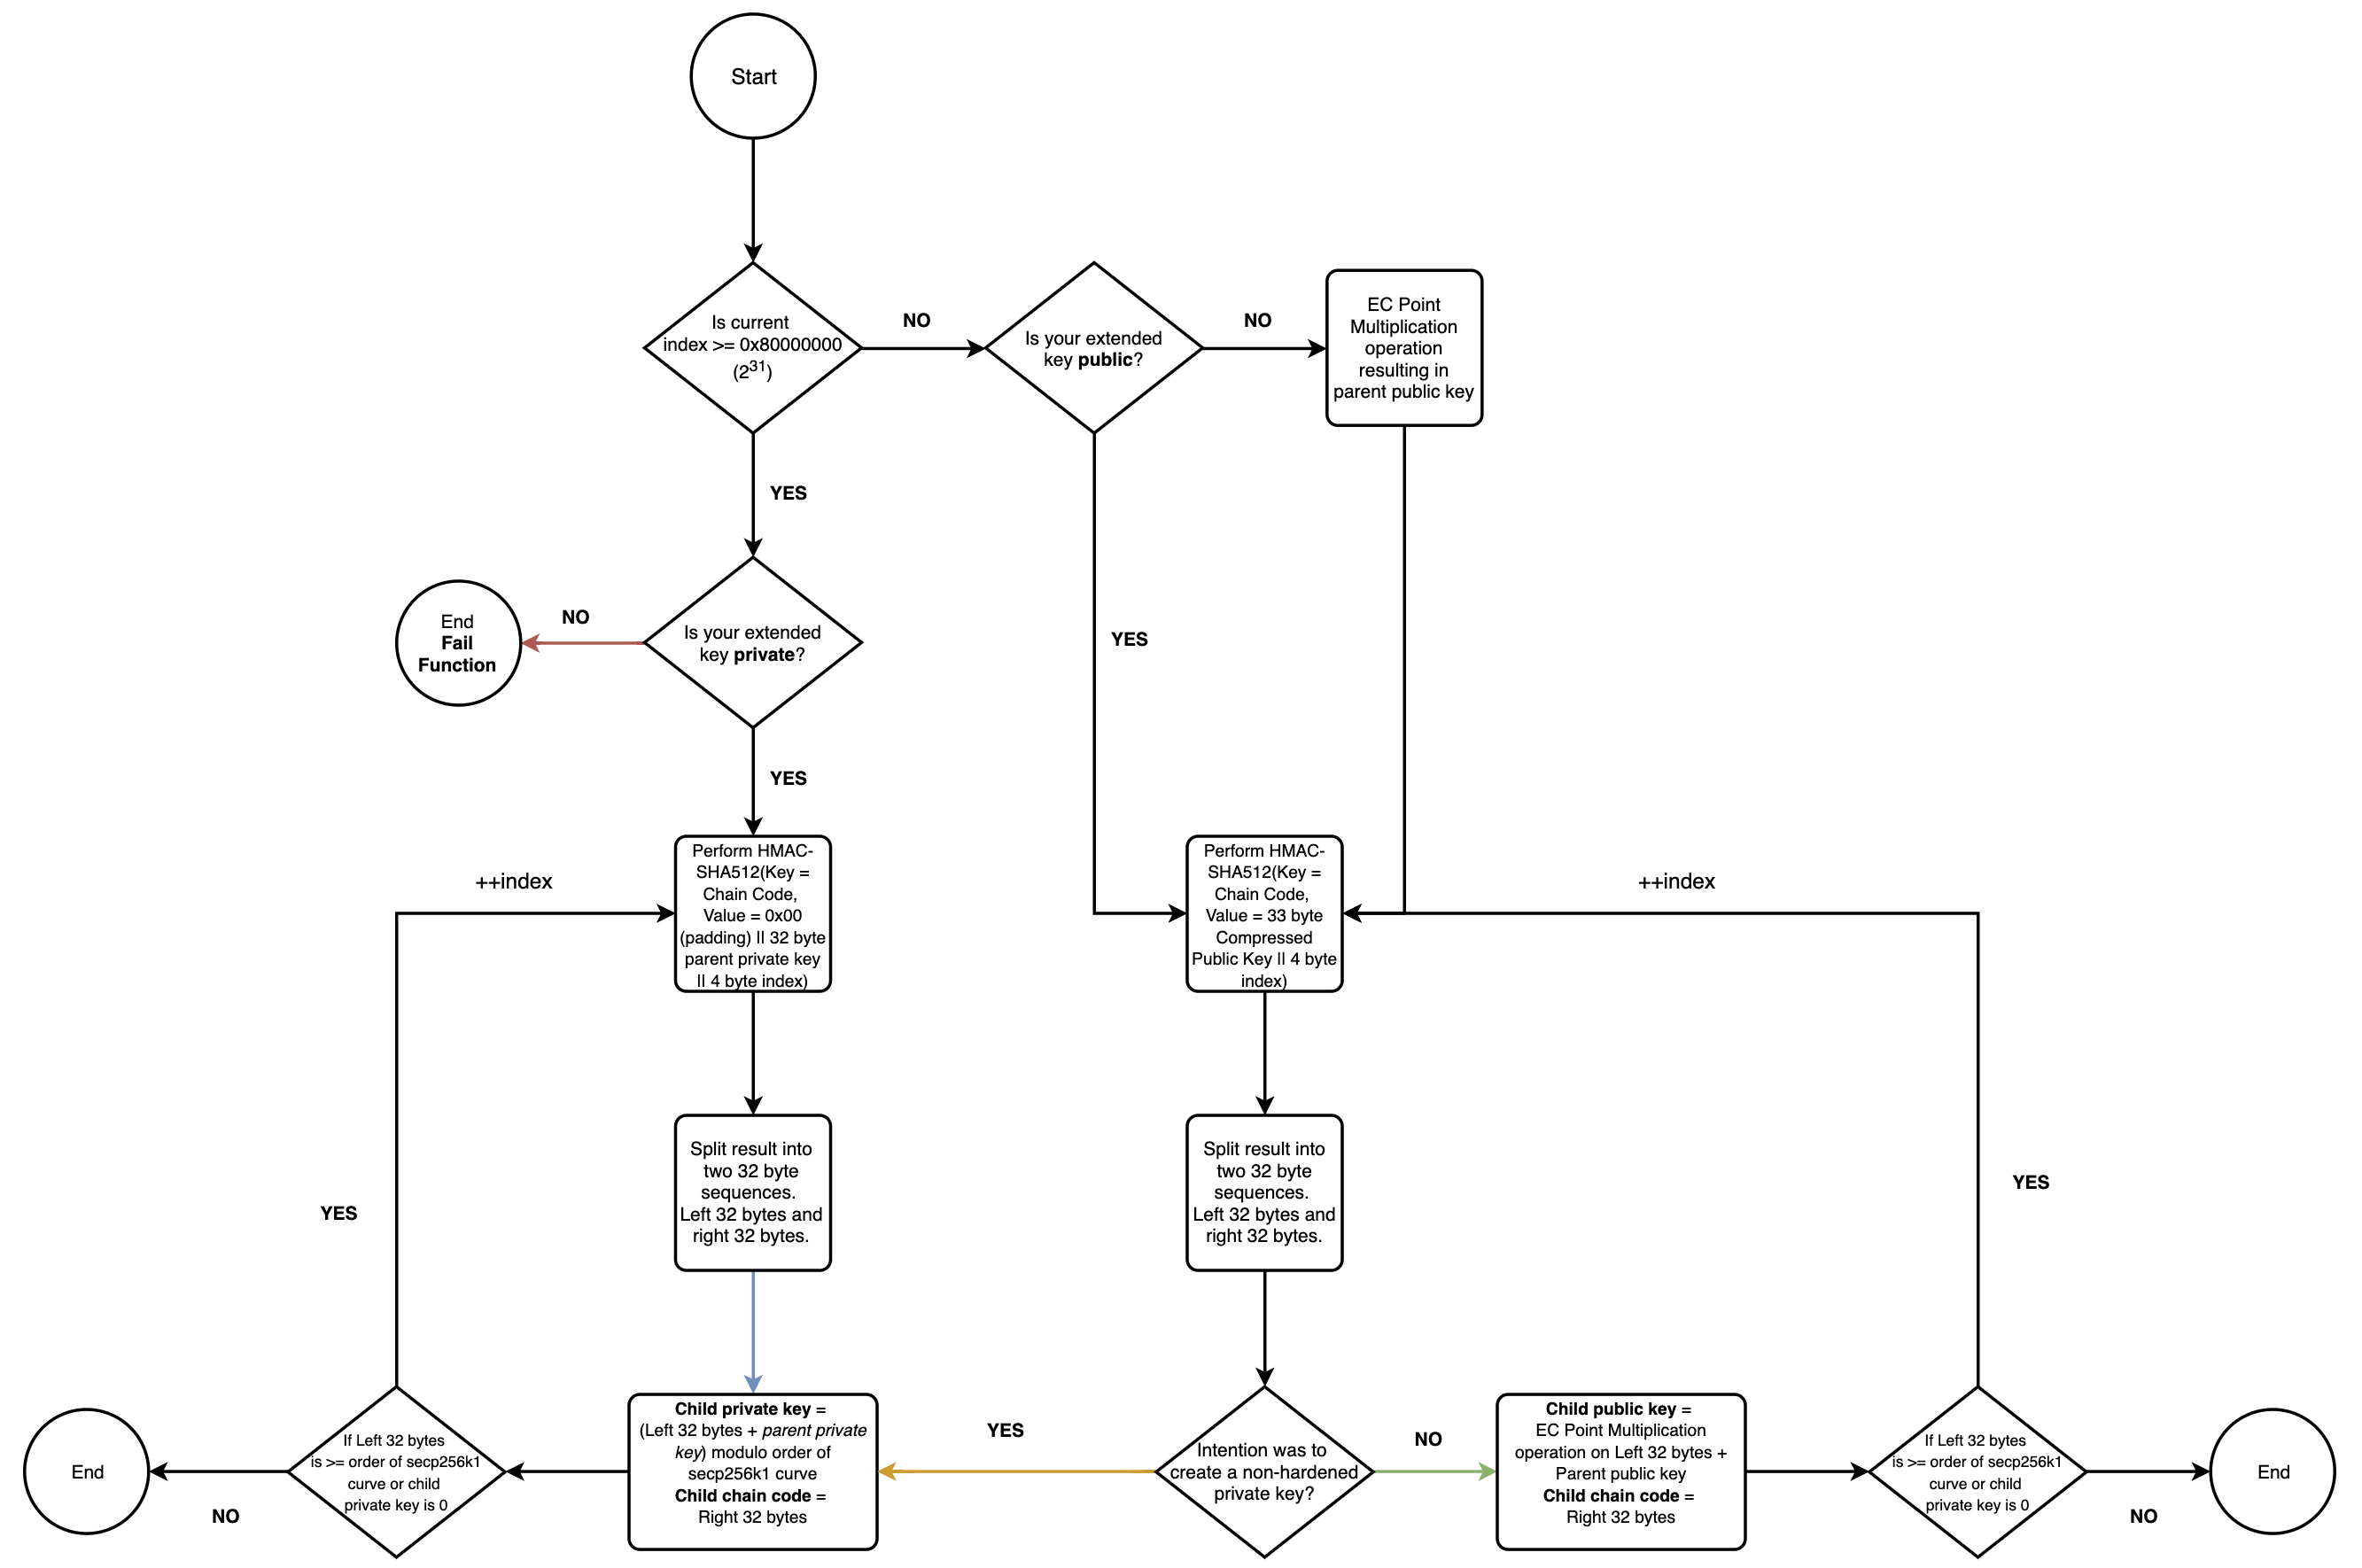 Start
Is current
index >= 0x80000000
(2^31)
NO
Is your extended
key public?
NO
EC Point
Multiplication
operation
resulting in
parent public key
YES
End
Fail
Function
NO
Is your extended
key private?
YES
YES
++index
Perform HMAC-
SHA512(Key =
Chain Code,
Value = 0x00
(padding) || 32 byte
parent private key
|| 4 byte index)
Perform HMAC-
SHA512(Key =
Chain Code,
Value = 33 byte
Compressed
Public Key || 4 byte
index)
++index
YES
Split result into
two 32 byte
sequences.
Left 32 bytes and
right 32 bytes.
Split result into
two 32 byte
sequences.
Left 32 bytes and
right 32 bytes.
YES
End
NO
If Left 32 bytes
is >= order of secp256k1
curve or child
private key is 0
Child private key =
(Left 32 bytes + parent private
key) modulo order of
secp256k1 curve
Child chain code =
Right 32 bytes
YES
Intention was to
create a non-hardened
private key?
NO
Child public key =
EC Point Multiplication
operation on Left 32 bytes +
Parent public key
Child chain code =
Right 32 bytes
If Left 32 bytes
is >= order of secp256k1
curve or child
private key is 0
NO
End